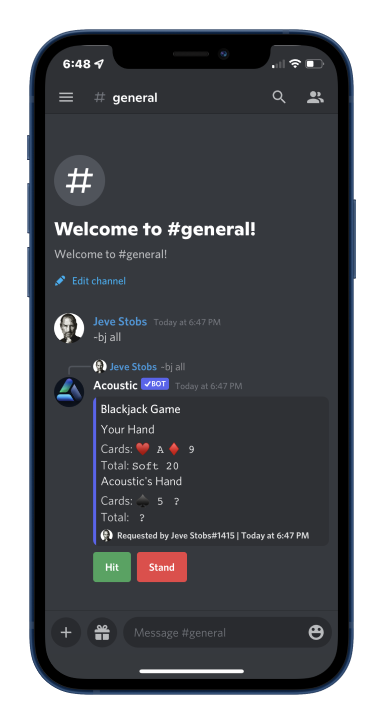 6:48
# general
#
Welcome to #general!
Welcome to #general!
Edit channel
Jeve Stobs Today at 6:47 PM
-bj all
Jeve Stobs -bj all
Acoustic BOT Today at 6:47 PM
Blackjack Game
Your Hand
Cards: ♥️ A ♦️ 9
Total: Soft 20
Acoustic's Hand
Cards: ♠️ 5 ?
Total: ?
Requested by Jeve Stobs#1415 | Today at 6:47 PM
Hit Stand
Message #general